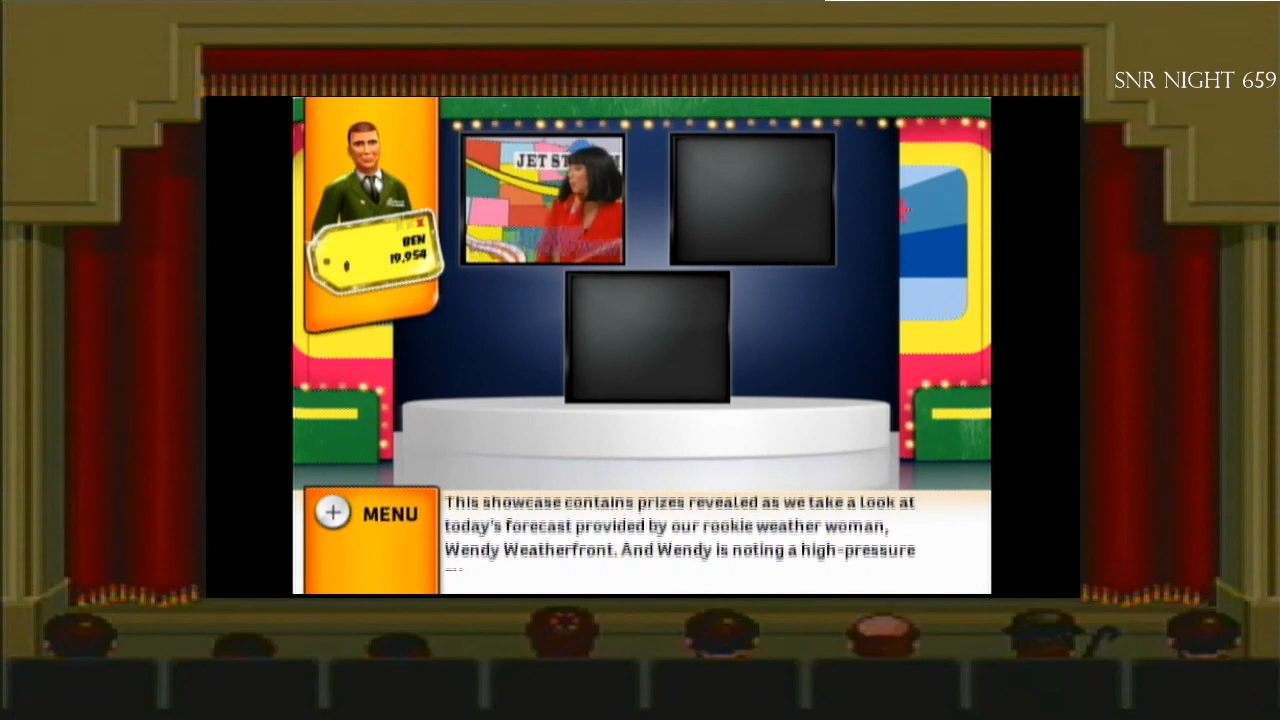 SNR NIGHT 659
JET ST
BEN
19,954
MENU
This showcase contains prizes revealed as we take a look at
today's forecast provided by our rookie weather woman,
Wendy Weatherfront. And Wendy is noting a high-pressure